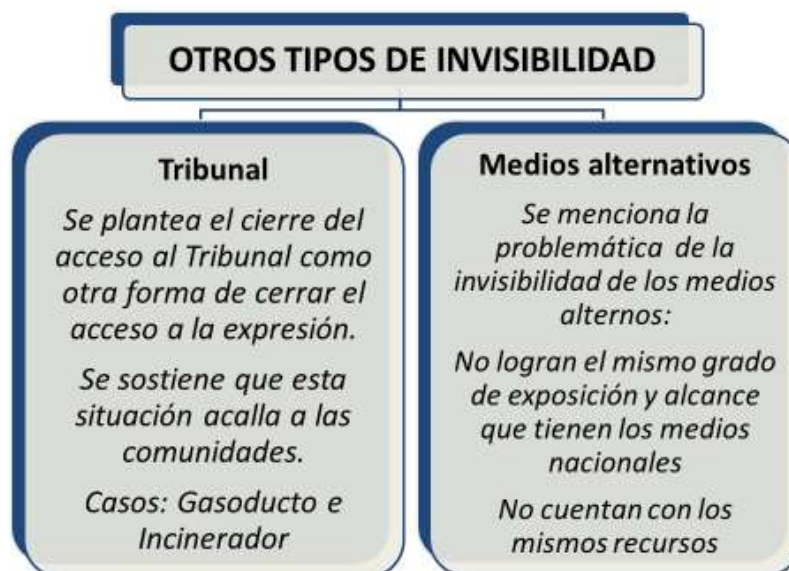 OTROS TIPOS DE INVISIBILIDAD
Tribunal
Se plantea el cierre del
acceso al Tribunal como
otra forma de cerrar el
acceso a la expresión.
Se sostiene que esta
situación acalla a las
comunidades.
Casos: Gasoducto e
Incinerador
Medios alternativos
Se menciona la
problemática de la
invisibilidad de los medios
alternos:
No logran el mismo grado
de exposición y alcance
que tienen los medios
nacionales
No cuentan con los
mismos recursos